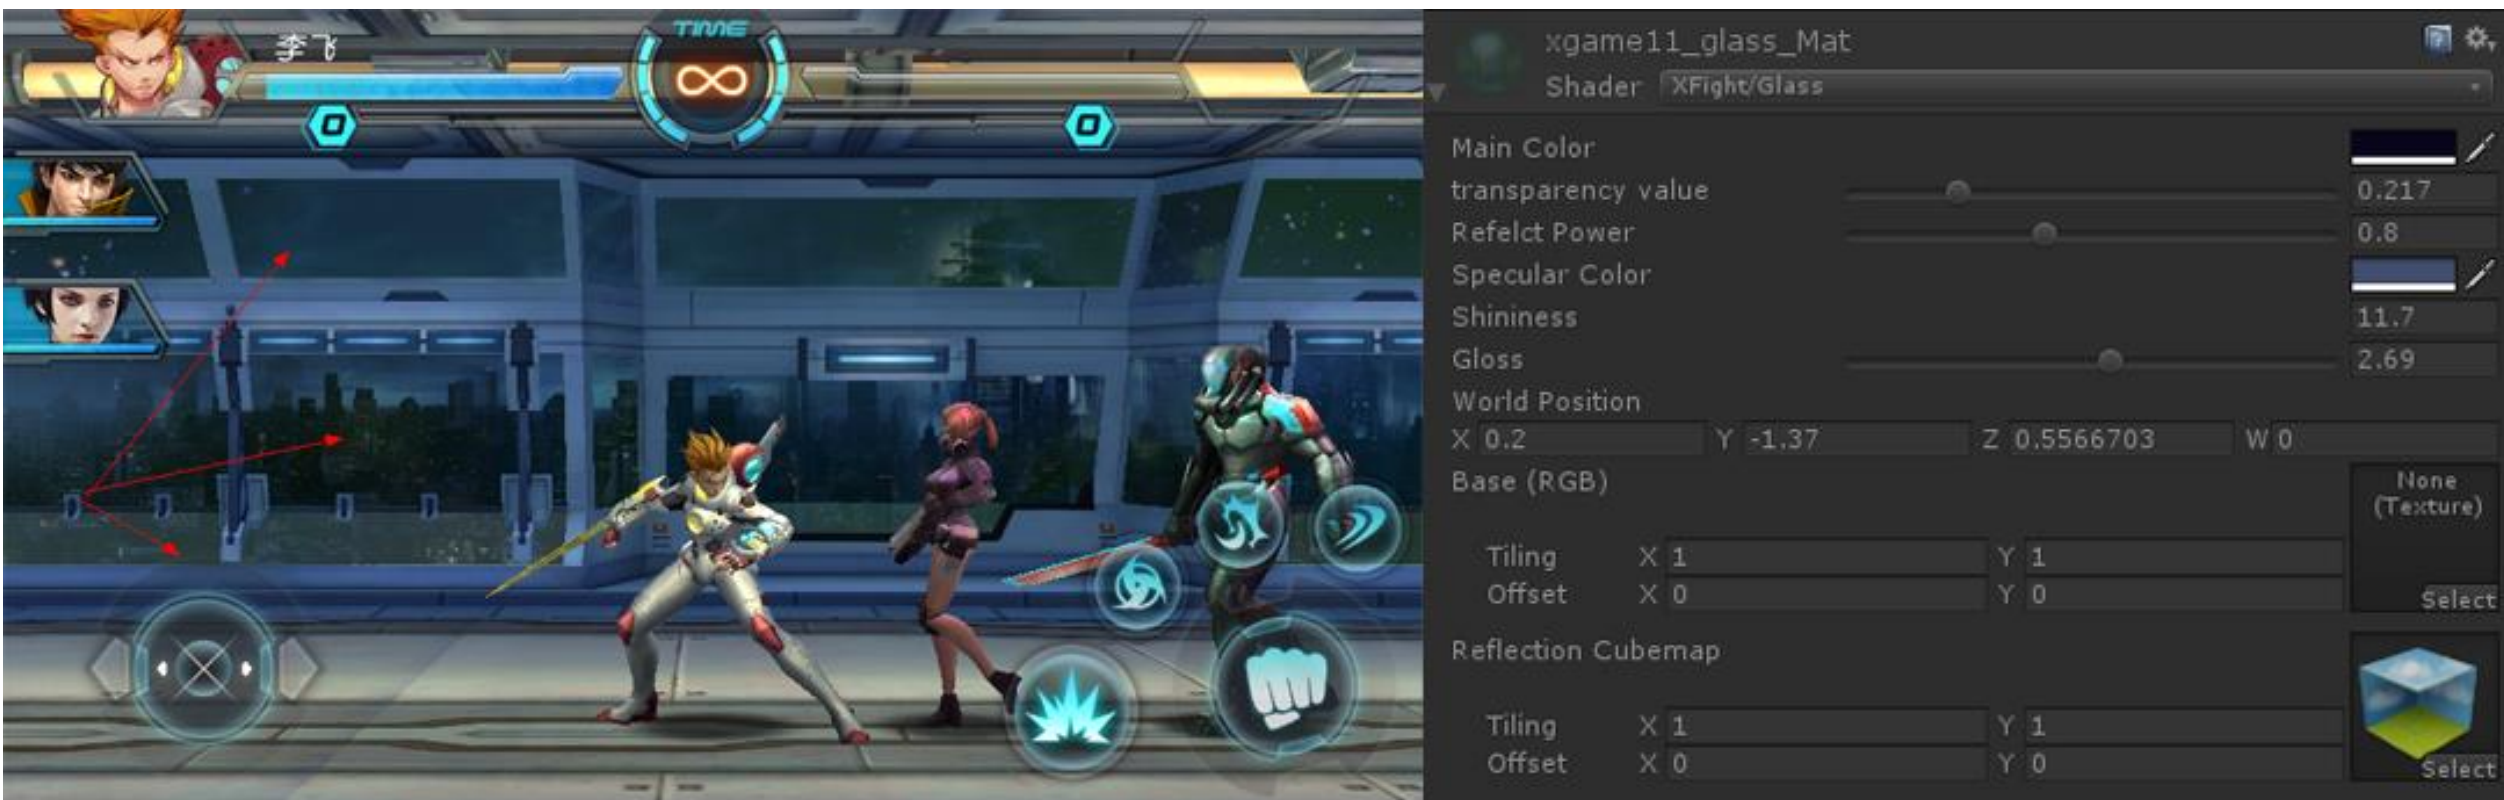 李飞
TIME
∞
0
0
xgame11_glass_Mat
Shader XFight/Glass
Main Color
transparency value 0.217
Refelct Power 0.8
Specular Color
Shininess 11.7
Gloss 2.69
World Position
X 0.2 Y -1.37 Z 0.5566703 W 0
Base (RGB)
None
(Texture)
Tiling X 1 Y 1
Offset X 0 Y 0
Select
Reflection Cubemap
Tiling X 1 Y 1
Offset X 0 Y 0
Select